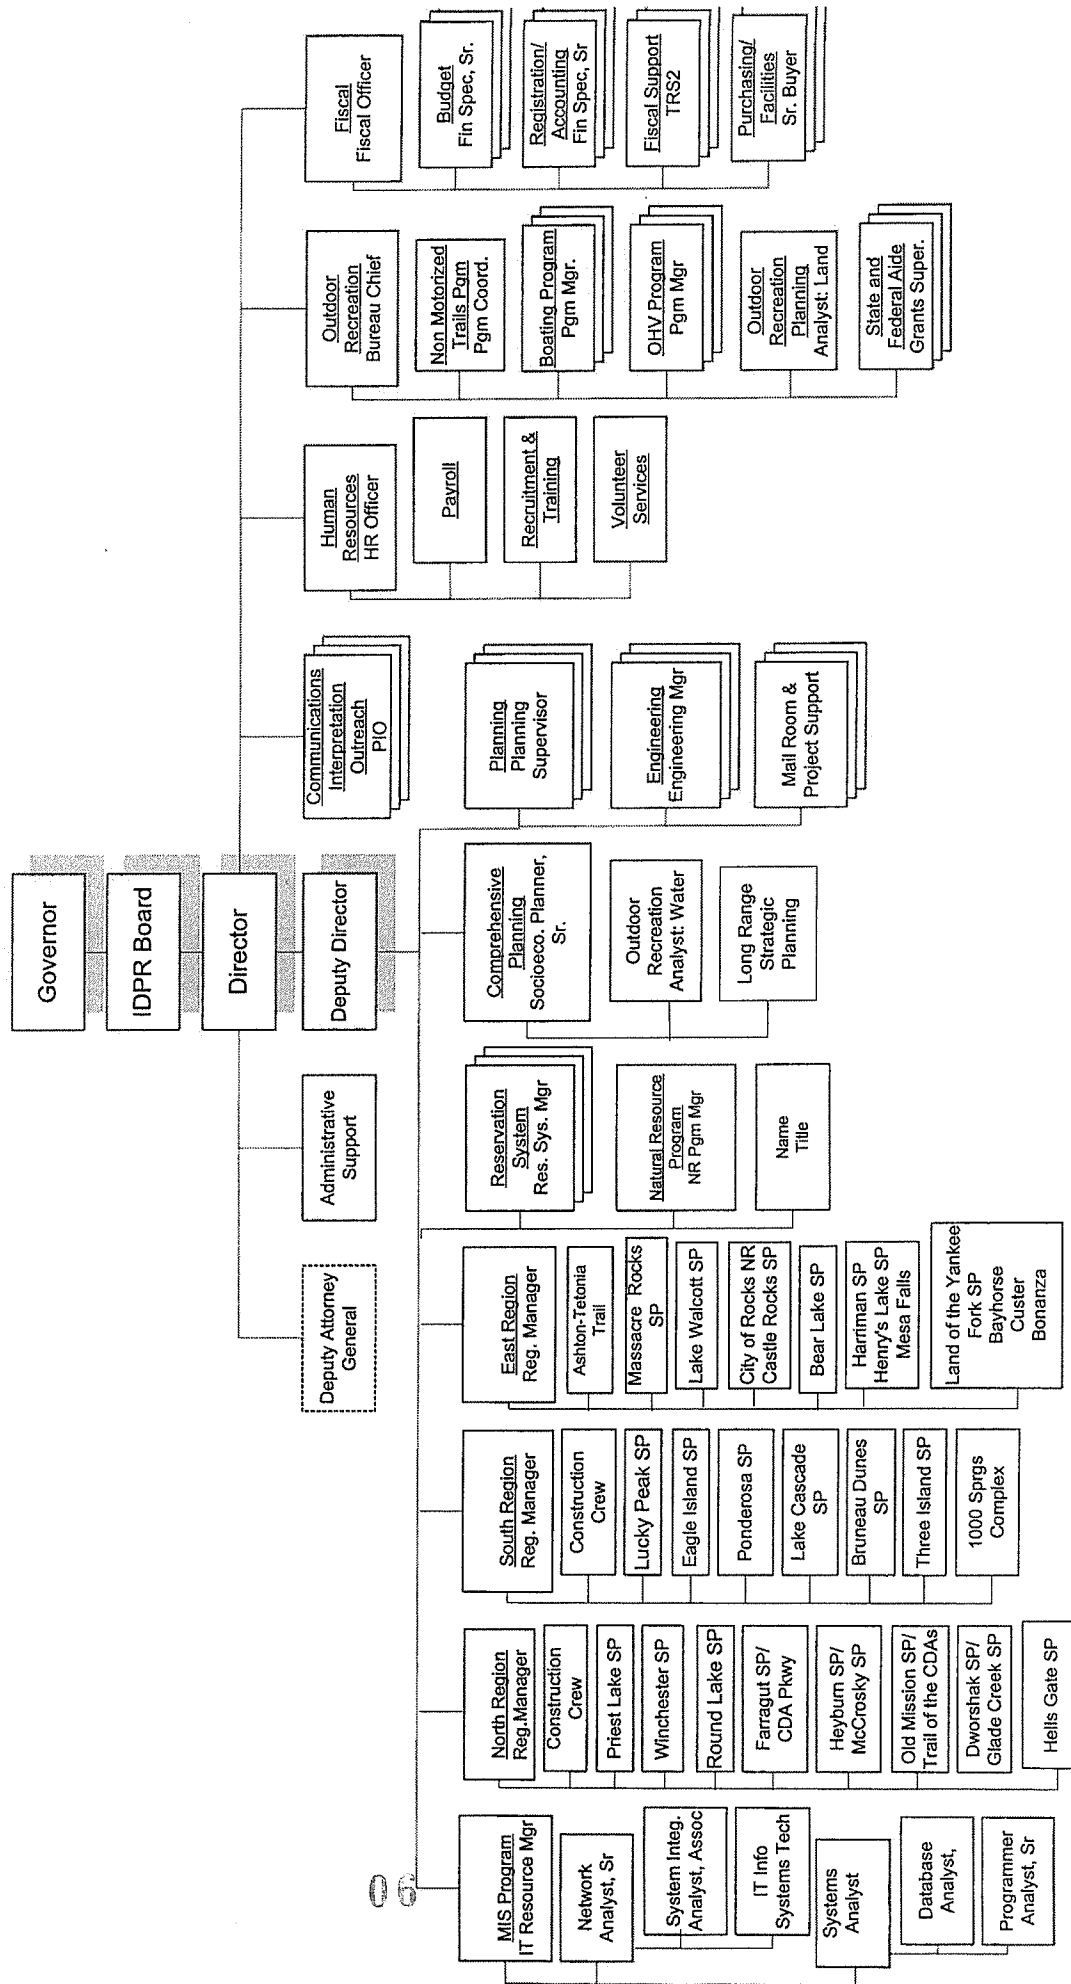 Governor
IDPR Board
Director
Deputy Director
Deputy Attorney
General
Administrative
Support
Communications
Interpretation
Outreach
PIO
Human
Resources
HR Officer
Payroll
Recruitment &
Training
Volunteer
Services
Outdoor
Recreation
Bureau Chief
Non Motorized
Trails Pgm
Pgm Coord.
Boating Program
Pgm Mgr.
OHV Program
Pgm Mgr
Outdoor
Recreation
Planning
Analyst: Land
State and
Federal Aide
Grants Super.
Fiscal
Fiscal Officer
Budget
Fin Spec, Sr.
Registration/
Accounting
Fin Spec, Sr
Fiscal Support
TRS2
Purchasing/
Facilities
Sr. Buyer
MIS Program
IT Resource Mgr
Network
Analyst, Sr
System Integ.
Analyst, Assoc
IT Info
Systems Tech
Systems
Analyst
Database
Analyst,
Programmer
Analyst, Sr
North Region
Reg.Manager
Construction
Crew
Priest Lake SP
Winchester SP
Round Lake SP
Farragut SP/
CDA Pkwy
Heyburn SP/
McCrosky SP
Old Mission SP/
Trail of the CDAs
Dworshak SP/
Glade Creek SP
Hells Gate SP
South Region
Reg. Manager
Construction
Crew
Lucky Peak SP
Eagle Island SP
Ponderosa SP
Lake Cascade
SP
Bruneau Dunes
SP
Three Island SP
1000 Sprgs
Complex
East Region
Reg. Manager
Ashton-Tetonia
Trail
Massacre Rocks
SP
Lake Walcott SP
City of Rocks NR
Castle Rocks SP
Bear Lake SP
Harriman SP
Henry's Lake SP
Mesa Falls
Land of the Yankee
Fork SP
Bayhorse
Custer
Bonanza
Reservation
System
Res. Sys. Mgr
Natural Resource
Program
NR Pgm Mgr
Name
Title
Comprehensive
Planning
Socioeco. Planner,
Sr.
Outdoor
Recreation
Analyst: Water
Long Range
Strategic
Planning
Planning
Planning
Supervisor
Engineering
Engineering Mgr
Mail Room &
Project Support